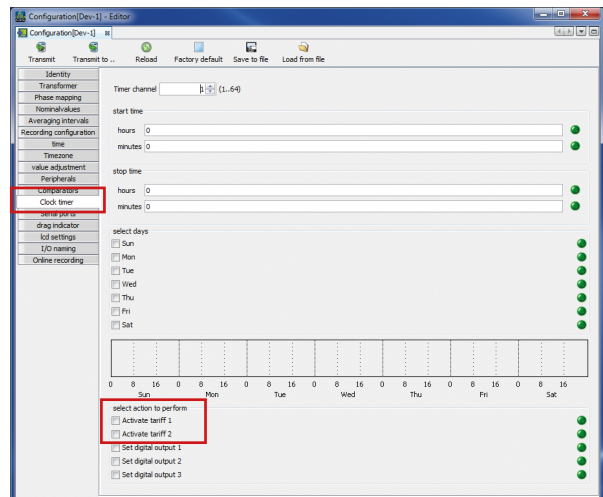 Configuration[Dev-1] - Editor
Configuration[Dev-1]
Transmit Transmit to .. Reload Factory default Save to file Load from file
Identity
Transformer
Phase mapping
Nominalvalues
Averaging intervals
Recording configuration
time
Timezone
value adjustment
Peripherals
Comparators
Clock timer
Serial ports
drag indicator
lcd settings
I/O naming
Online recording
Timer channel 1 (1..64)
start time
hours 0
minutes 0
stop time
hours 0
minutes 0
select days
Sun
Mon
Tue
Wed
Thu
Fri
Sat
0 8 16 0 8 16 0 8 16 0 8 16 0 8 16 0 8 16 0 8 16
Sun Mon Tue Wed Thu Fri Sat
select action to perform
Activate tariff 1
Activate tariff 2
Set digital output 1
Set digital output 2
Set digital output 3